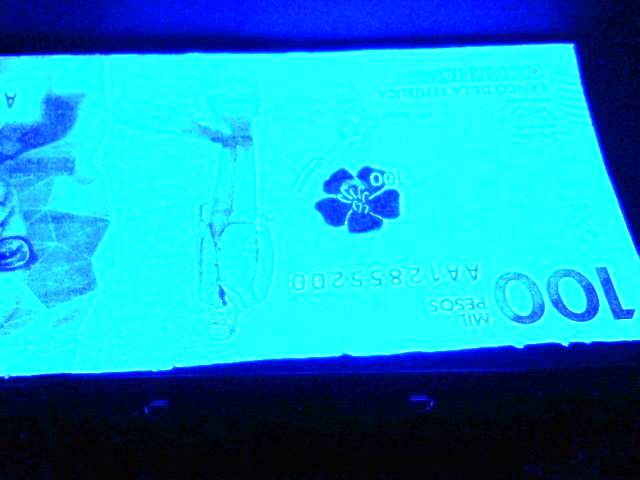 BANCO DE LA REPÚBLICA
COLOMBIA
A
100
AA12855200
100
MIL
PESOS